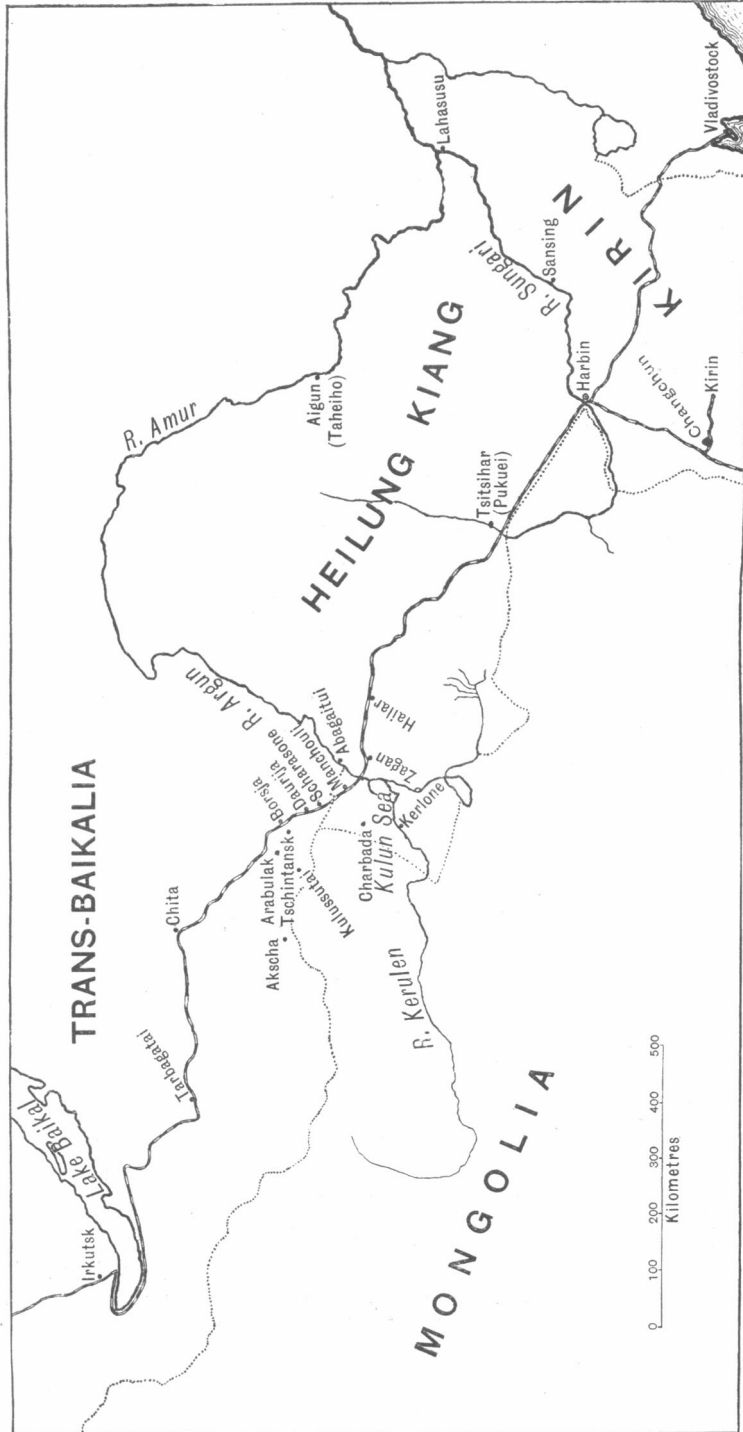 TRANS-BAIKALIA
HEILUNG KIANG
KIRIN
MONGOLIA
Irkutsk
Lake Baikal
Tarbagatai
Chita
Akscha
Arabulak
Tschintansk
Kulussutai
Borsja
Daurija
Scharasone
Manchouli
Abagaitui
R. Argun
R. Amur
Aigun
(Taheiho)
Lahasusu
R. Sungari
Sansing
Harbin
Vladivostock
Changchun
Kirin
Tsitsihar
(Pukuei)
Hailar
Zagan
Charbada
Kulun Sea
Kerlone
R. Kerulen
0 100 200 300 400 500
Kilometres